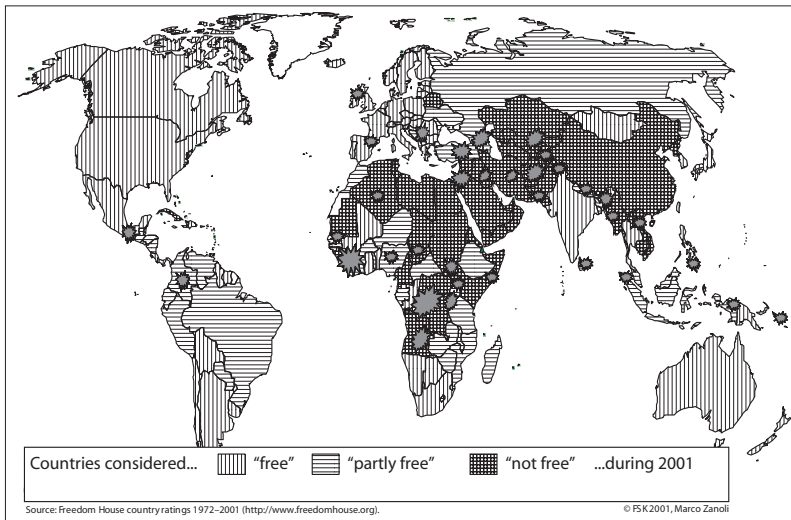 Countries considered... "free" "partly free" "not free" ...during 2001
Source: Freedom House country ratings 1972–2001 (http://www.freedomhouse.org). © FSK 2001, Marco Zanoli